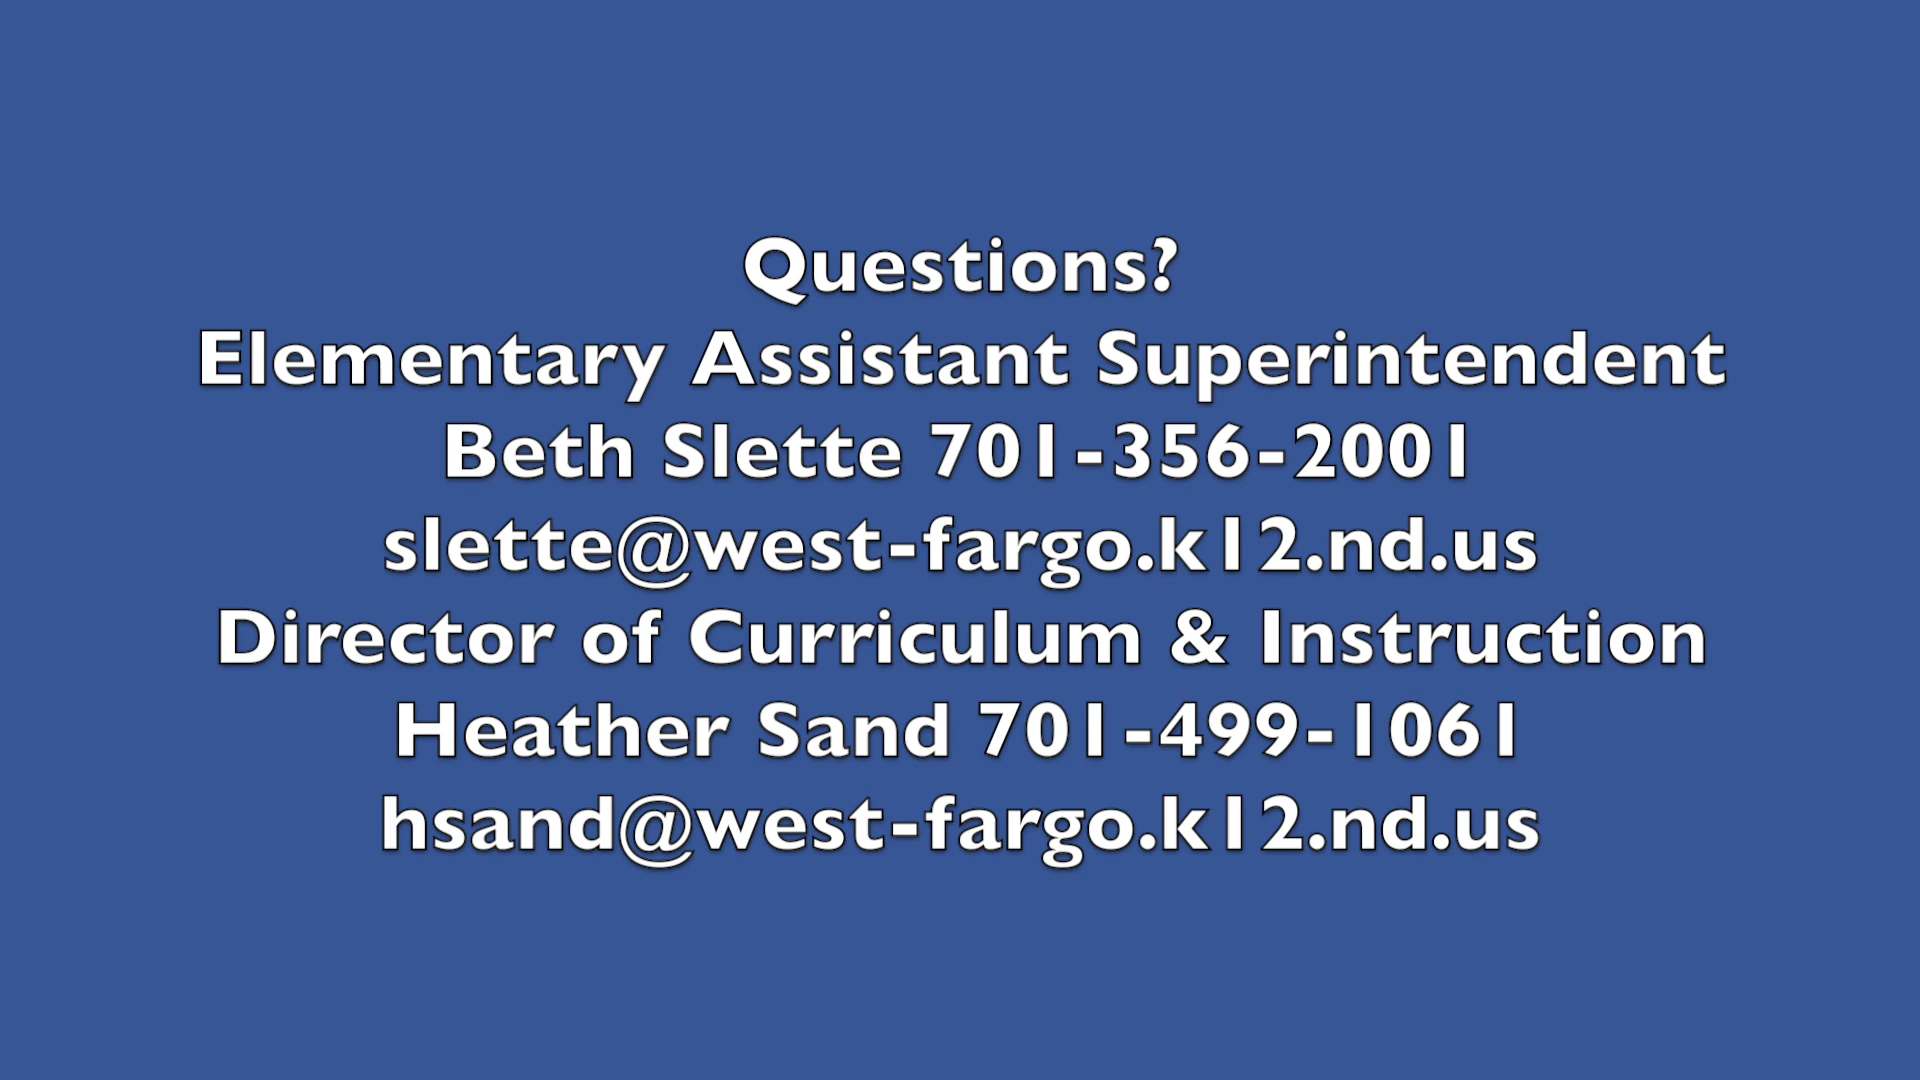 Questions?
Elementary Assistant Superintendent
Beth Slette 701-356-2001
slette@west-fargo.k12.nd.us
Director of Curriculum & Instruction
Heather Sand 701-499-1061
hsand@west-fargo.k12.nd.us